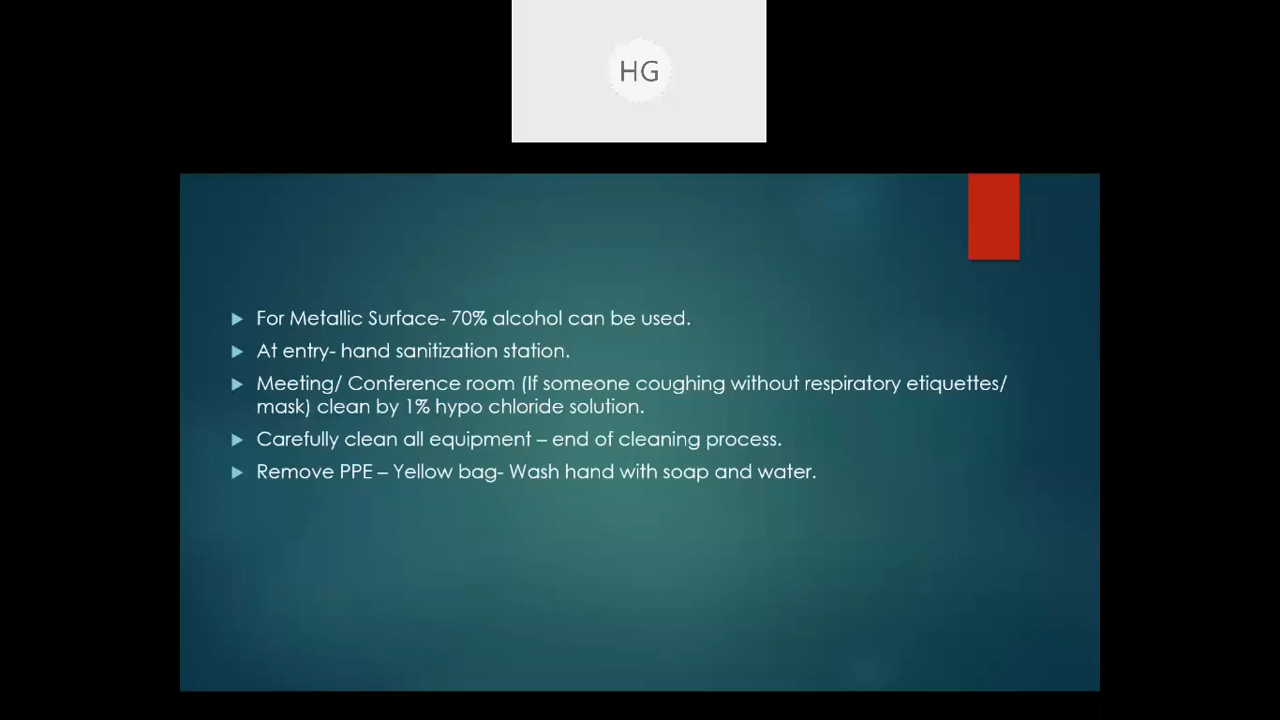 HG
For Metallic Surface- 70% alcohol can be used.
At entry- hand sanitization station.
Meeting/ Conference room (If someone coughing without respiratory etiquettes/
mask) clean by 1% hypo chloride solution.
Carefully clean all equipment – end of cleaning process.
Remove PPE – Yellow bag- Wash hand with soap and water.